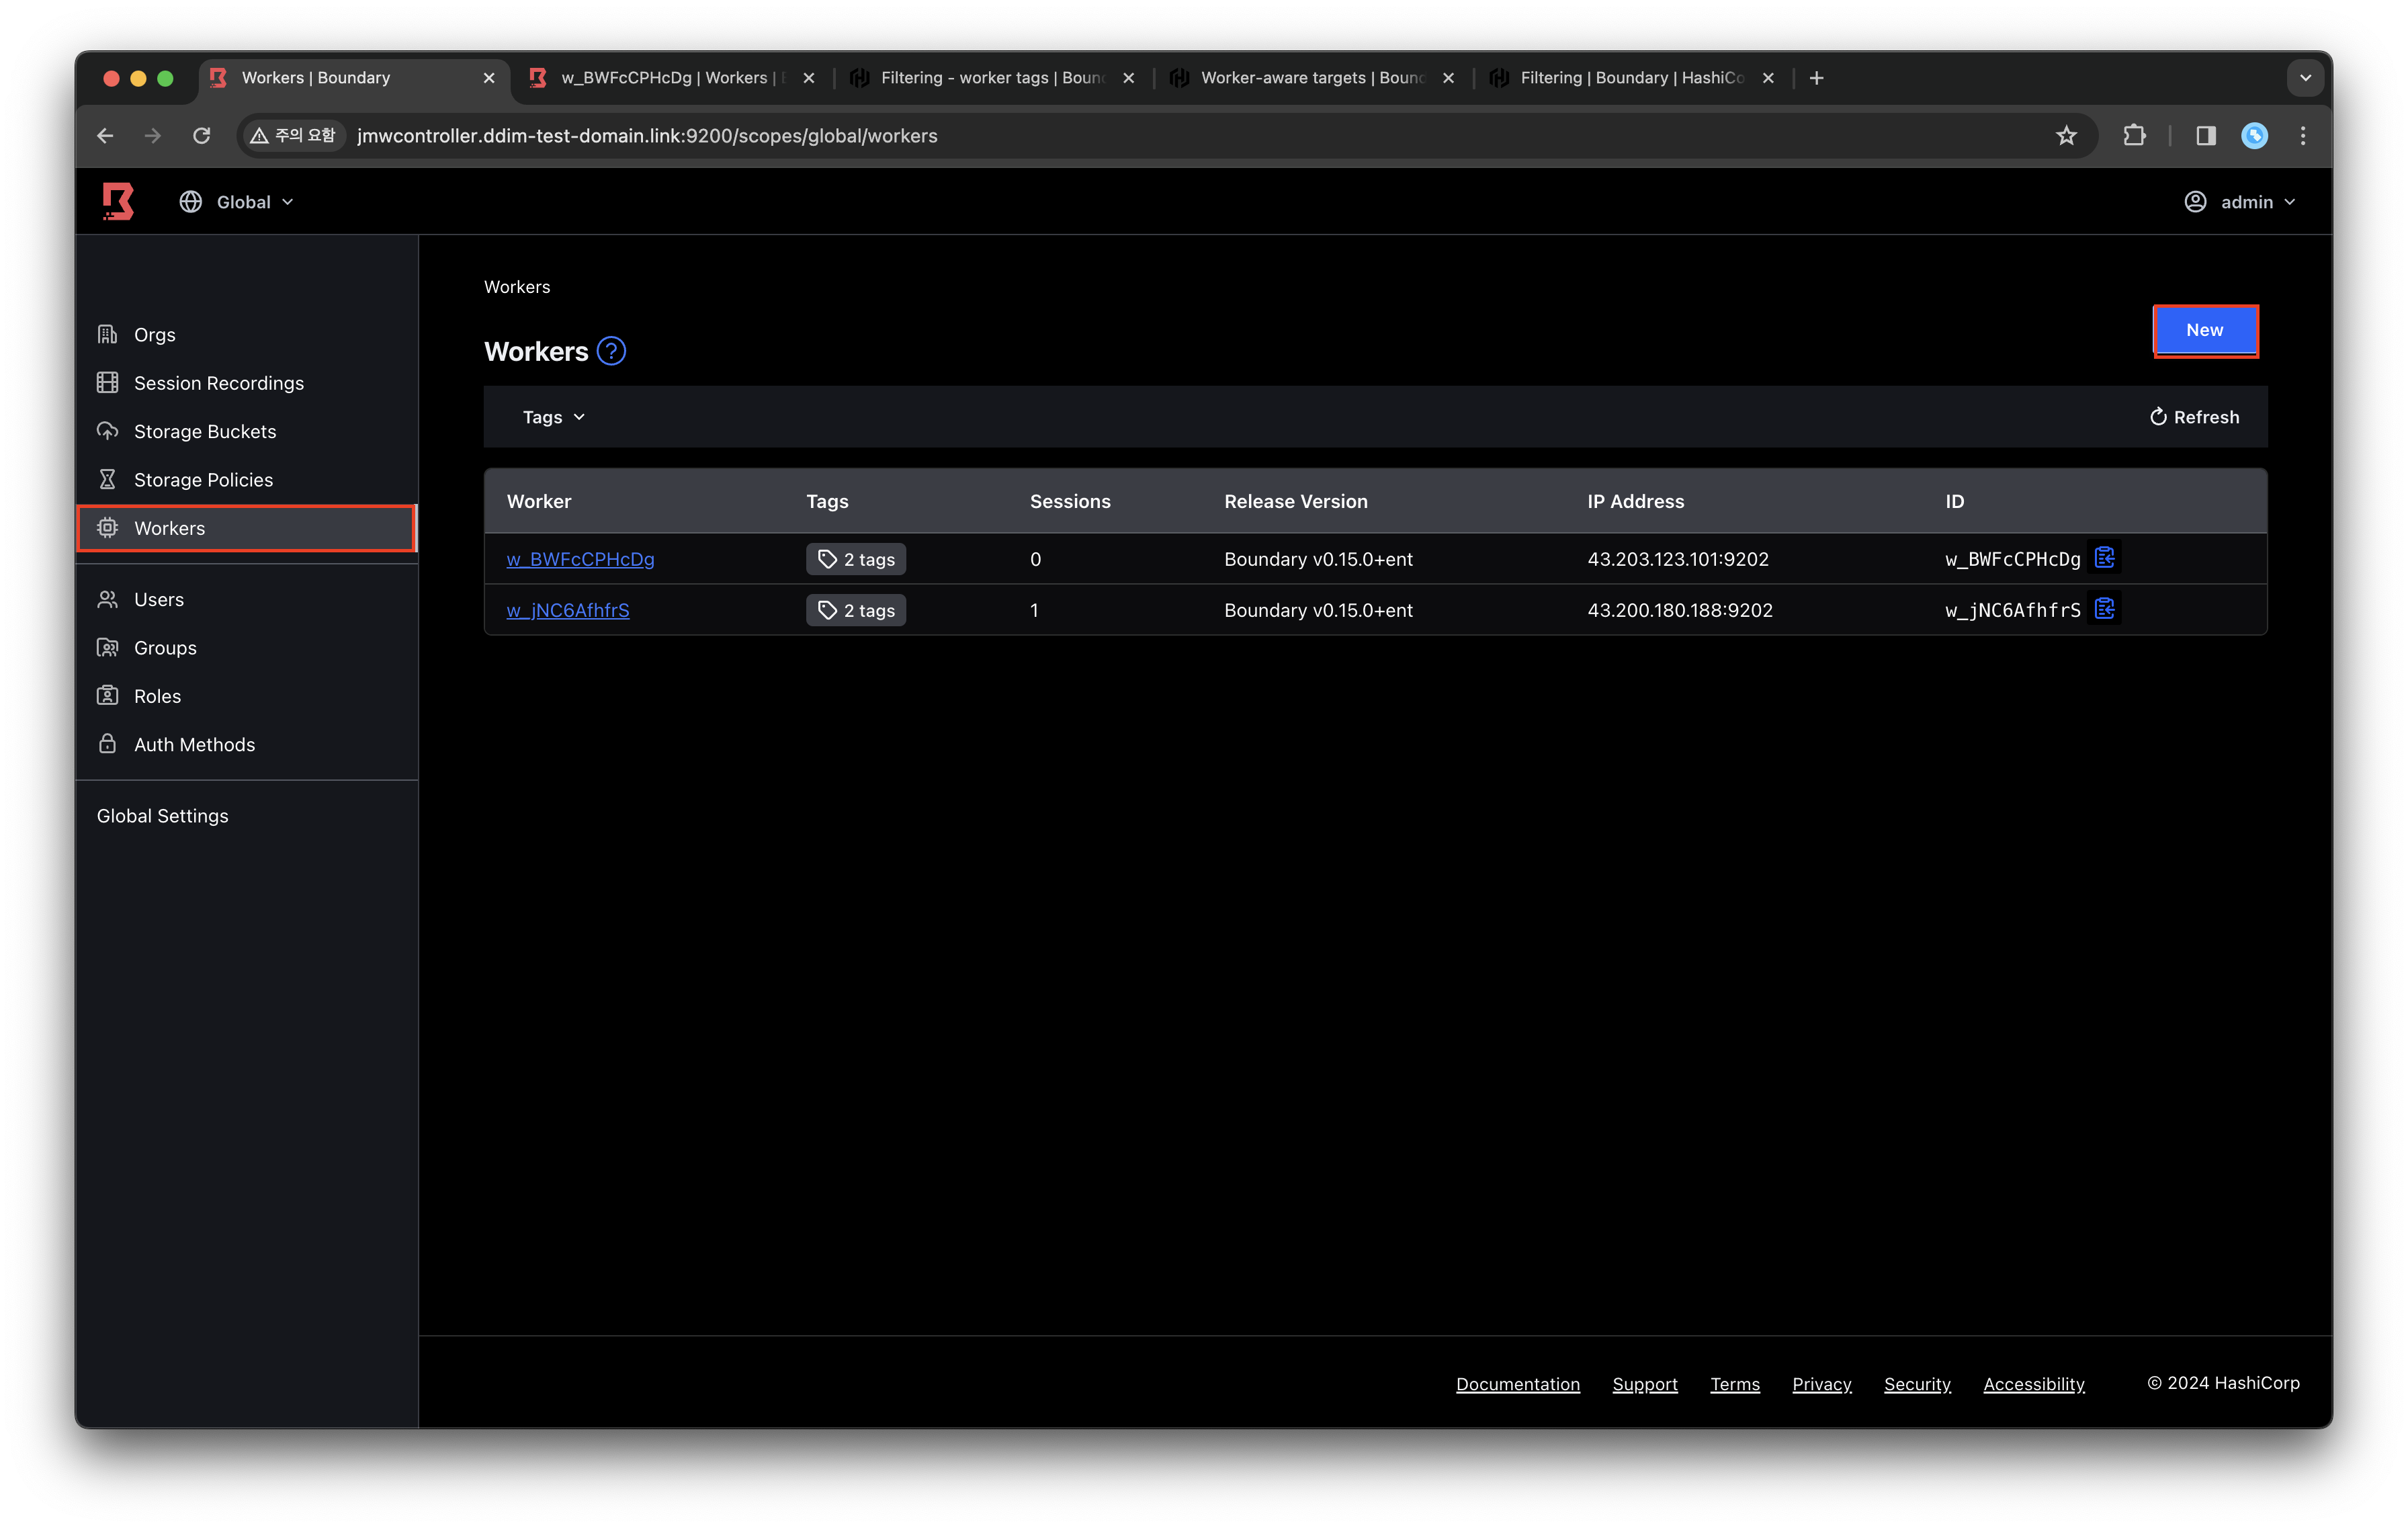 Workers | Boundary
w_BWFcCPHcDg | Workers |
Filtering - worker tags | Boun
Worker-aware targets | Boun
Filtering | Boundary | HashiCo
주의 요함
jmwcontroller.ddim-test-domain.link:9200/scopes/global/workers
Global
admin
Orgs
Session Recordings
Storage Buckets
Storage Policies
Workers
Users
Groups
Roles
Auth Methods
Global Settings
Workers
Workers
New
Tags
Refresh
Worker Tags Sessions Release Version IP Address ID
w_BWFcCPHcDg 2 tags 0 Boundary v0.15.0+ent 43.203.123.101:9202 w_BWFcCPHcDg
w_jNC6AfhfrS 2 tags 1 Boundary v0.15.0+ent 43.200.180.188:9202 w_jNC6AfhfrS
Documentation Support Terms Privacy Security Accessibility © 2024 HashiCorp